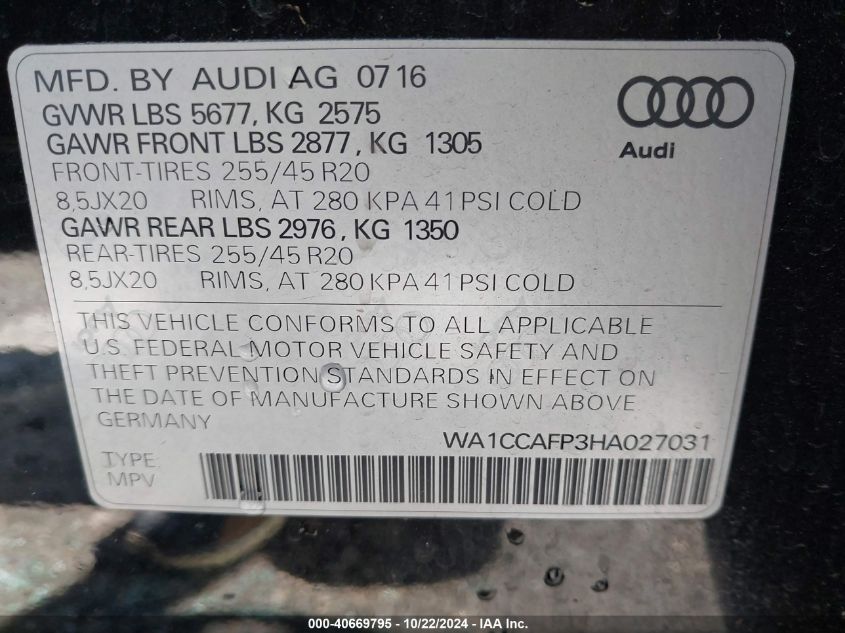 MFD. BY AUDI AG 07 16
GVWR LBS 5677, KG 2575
GAWR FRONT LBS 2877, KG 1305
FRONT-TIRES 255/45 R20
8,5JX20 RIMS, AT 280 KPA 41 PSI COLD
GAWR REAR LBS 2976, KG 1350
REAR-TIRES 255/45 R20
8,5JX20 RIMS, AT 280 KPA 41 PSI COLD
Audi
THIS VEHICLE CONFORMS TO ALL APPLICABLE
U.S. FEDERAL MOTOR VEHICLE SAFETY AND
THEFT PREVENTION STANDARDS IN EFFECT ON
THE DATE OF MANUFACTURE SHOWN ABOVE
GERMANY
WA1CCAFP3HA027031
TYPE
MPV
000-40669795 - 10/22/2024 - IAA Inc.